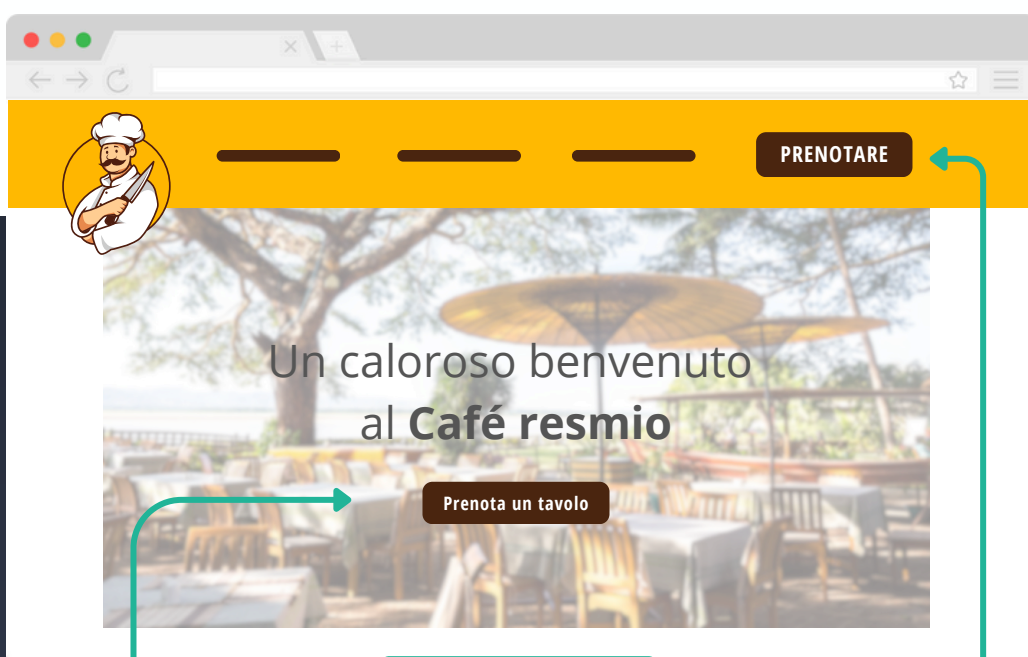 PRENOTARE
Un caloroso benvenuto
al Café resmio
Prenota un tavolo